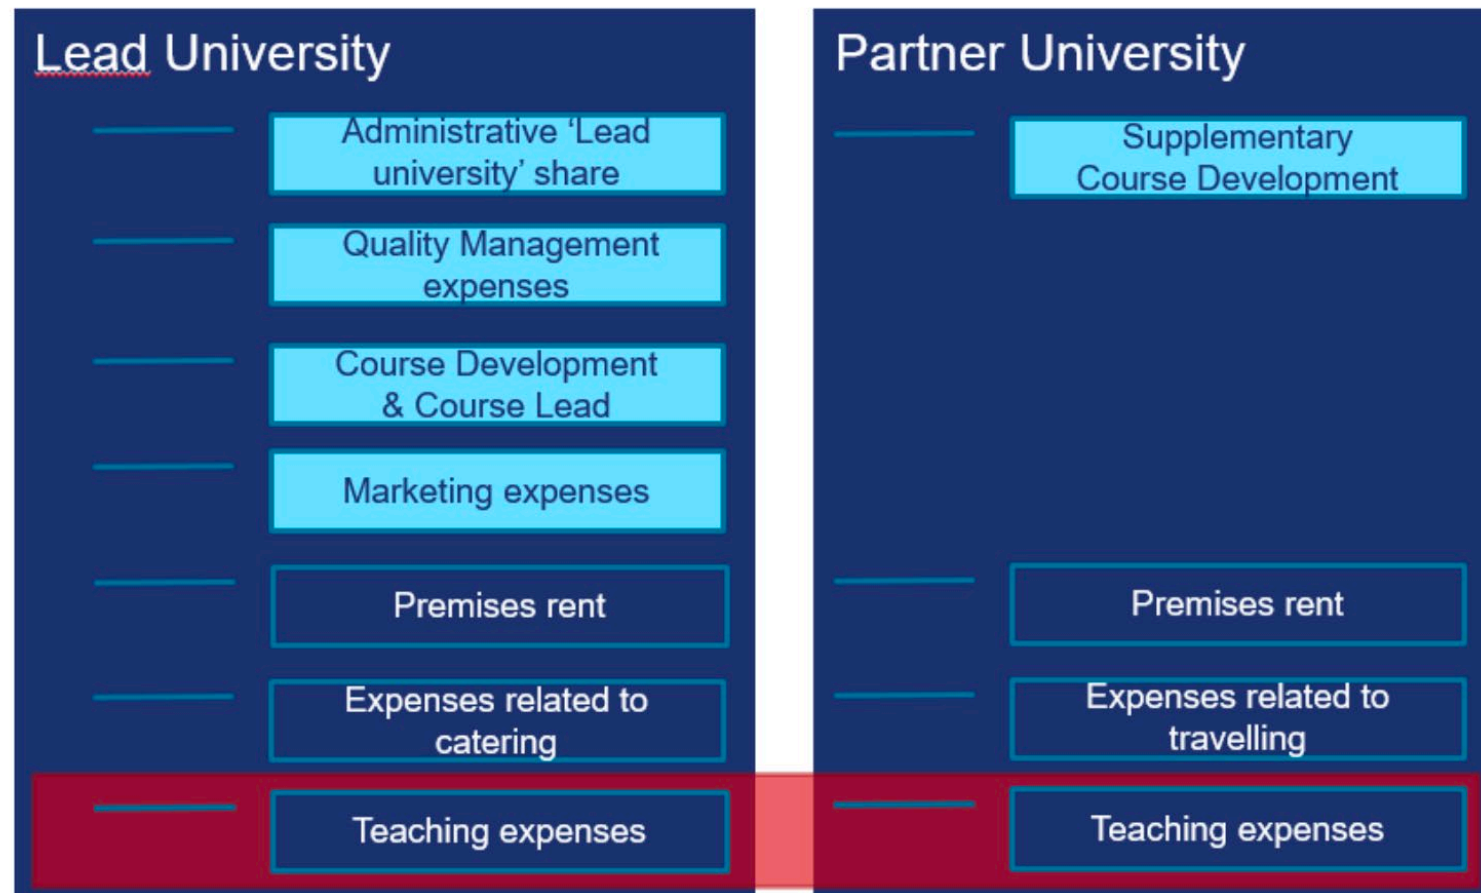 Lead University
Administrative ‘Lead
university’ share
Quality Management
expenses
Course Development
& Course Lead
Marketing expenses
Premises rent
Expenses related to
catering
Teaching expenses
Partner University
Supplementary
Course Development
Premises rent
Expenses related to
travelling
Teaching expenses